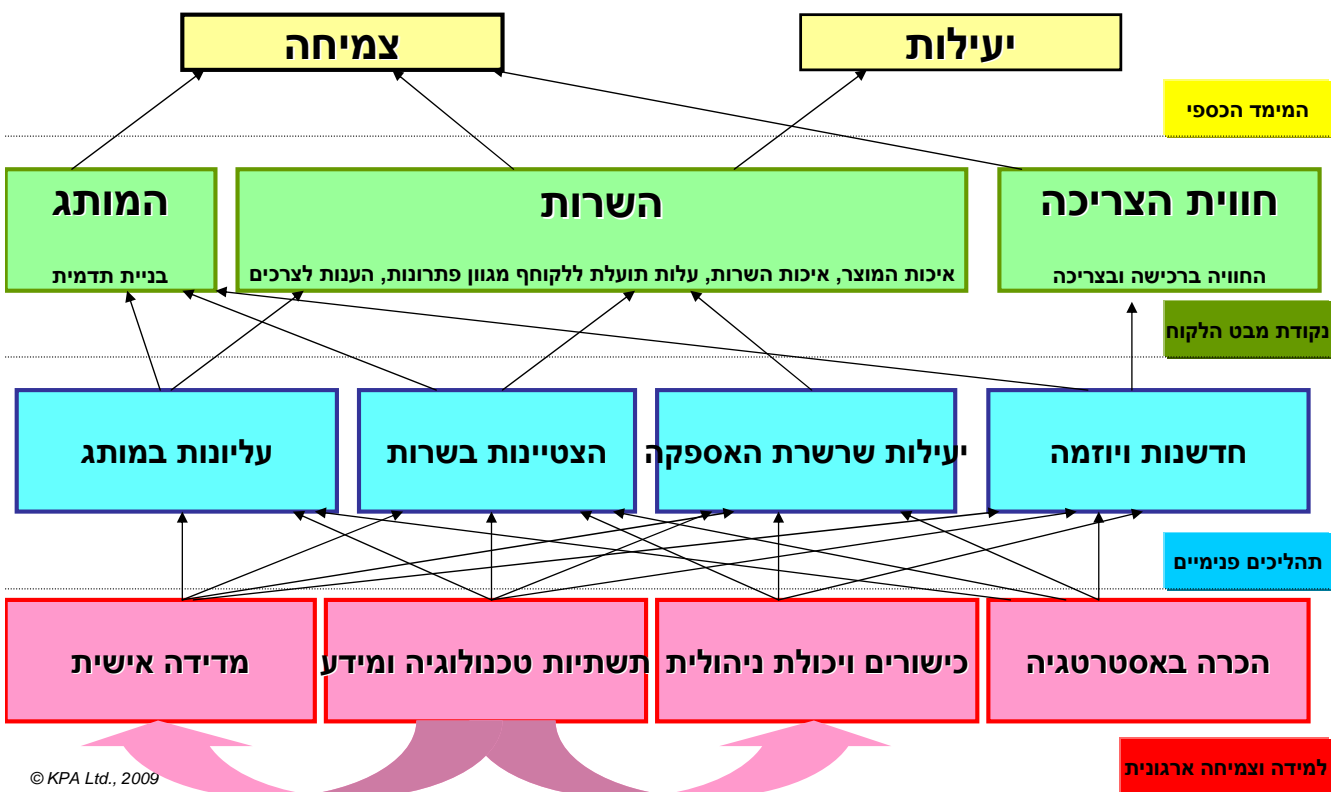 יעילות
צמיחה
המימד הכספי
חווית הצריכה
החוויה ברכישה ובצריכה
השרות
איכות המוצר, איכות השרות, עלות תועלת ללקוחף מגוון פתרונות, הענות לצרכים
המותג
בניית תדמית
נקודת מבט הלקוח
חדשנות ויוזמה
יעילות שרשרת האספקה
הצטיינות בשרות
עליונות במותג
תהליכים פנימיים
הכרה באסטרטגיה
כישורים ויכולת ניהולית
תשתיות טכנולוגיה ומידע
מדידה אישית
למידה וצמיחה ארגונית
© KPA Ltd., 2009